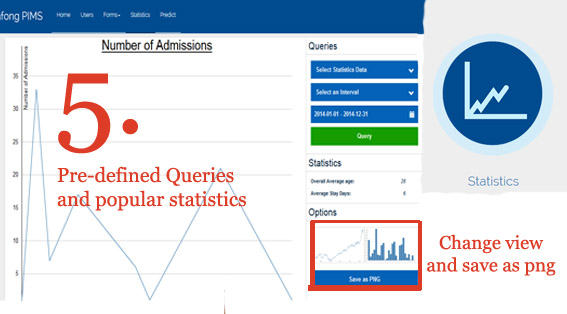 nfong PIMS Home Users Forms Statistics Predict
Number of Admissions
Number of Admissions
35
30
25
20
15
10
5
5.
Pre-defined Queries
and popular statistics
Queries
Select Statistics Data
Select an Interval
2014-01-01 - 2014-12-31
Query
Statistics
Overall Average age: 28
Average Stay Days: 6
Options
Save as PNG
Statistics
Change view
and save as png